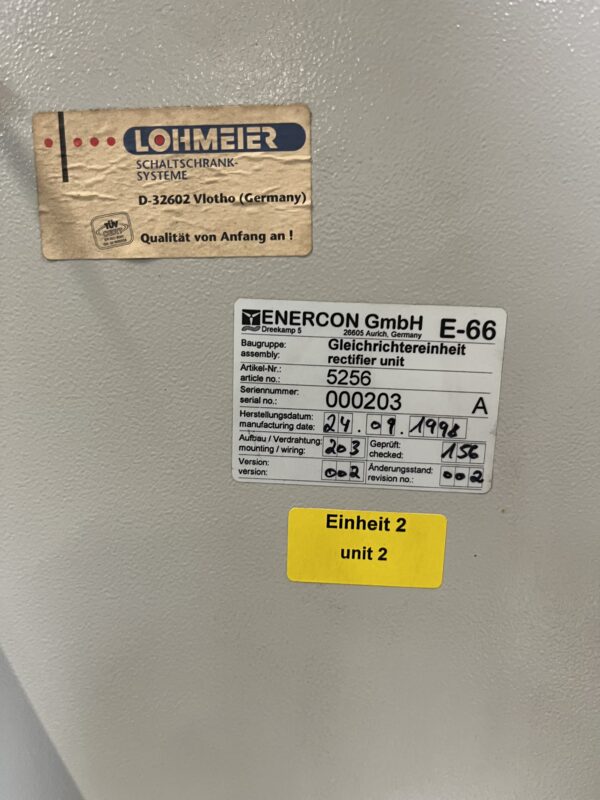 LOHMEIER
SCHALTSCHRANK-
SYSTEME
D-32602 Vlotho (Germany)
TÜV
CERT
Qualität von Anfang an !
ENERCON GmbH E-66
Dreekamp 5 26605 Aurich, Germany
Baugruppe: Gleichrichtereinheit
assembly: rectifier unit
Artikel-Nr.:
article no.: 5256
Seriennummer:
serial no.: 000203 A
Herstellungsdatum:
manufacturing date: 24.09.1998
Aufbau / Verdrahtung: Geprüft:
mounting / wiring: 203 checked: 156
Version: Änderungsstand:
version: 002 revision no.: 002
Einheit 2
unit 2